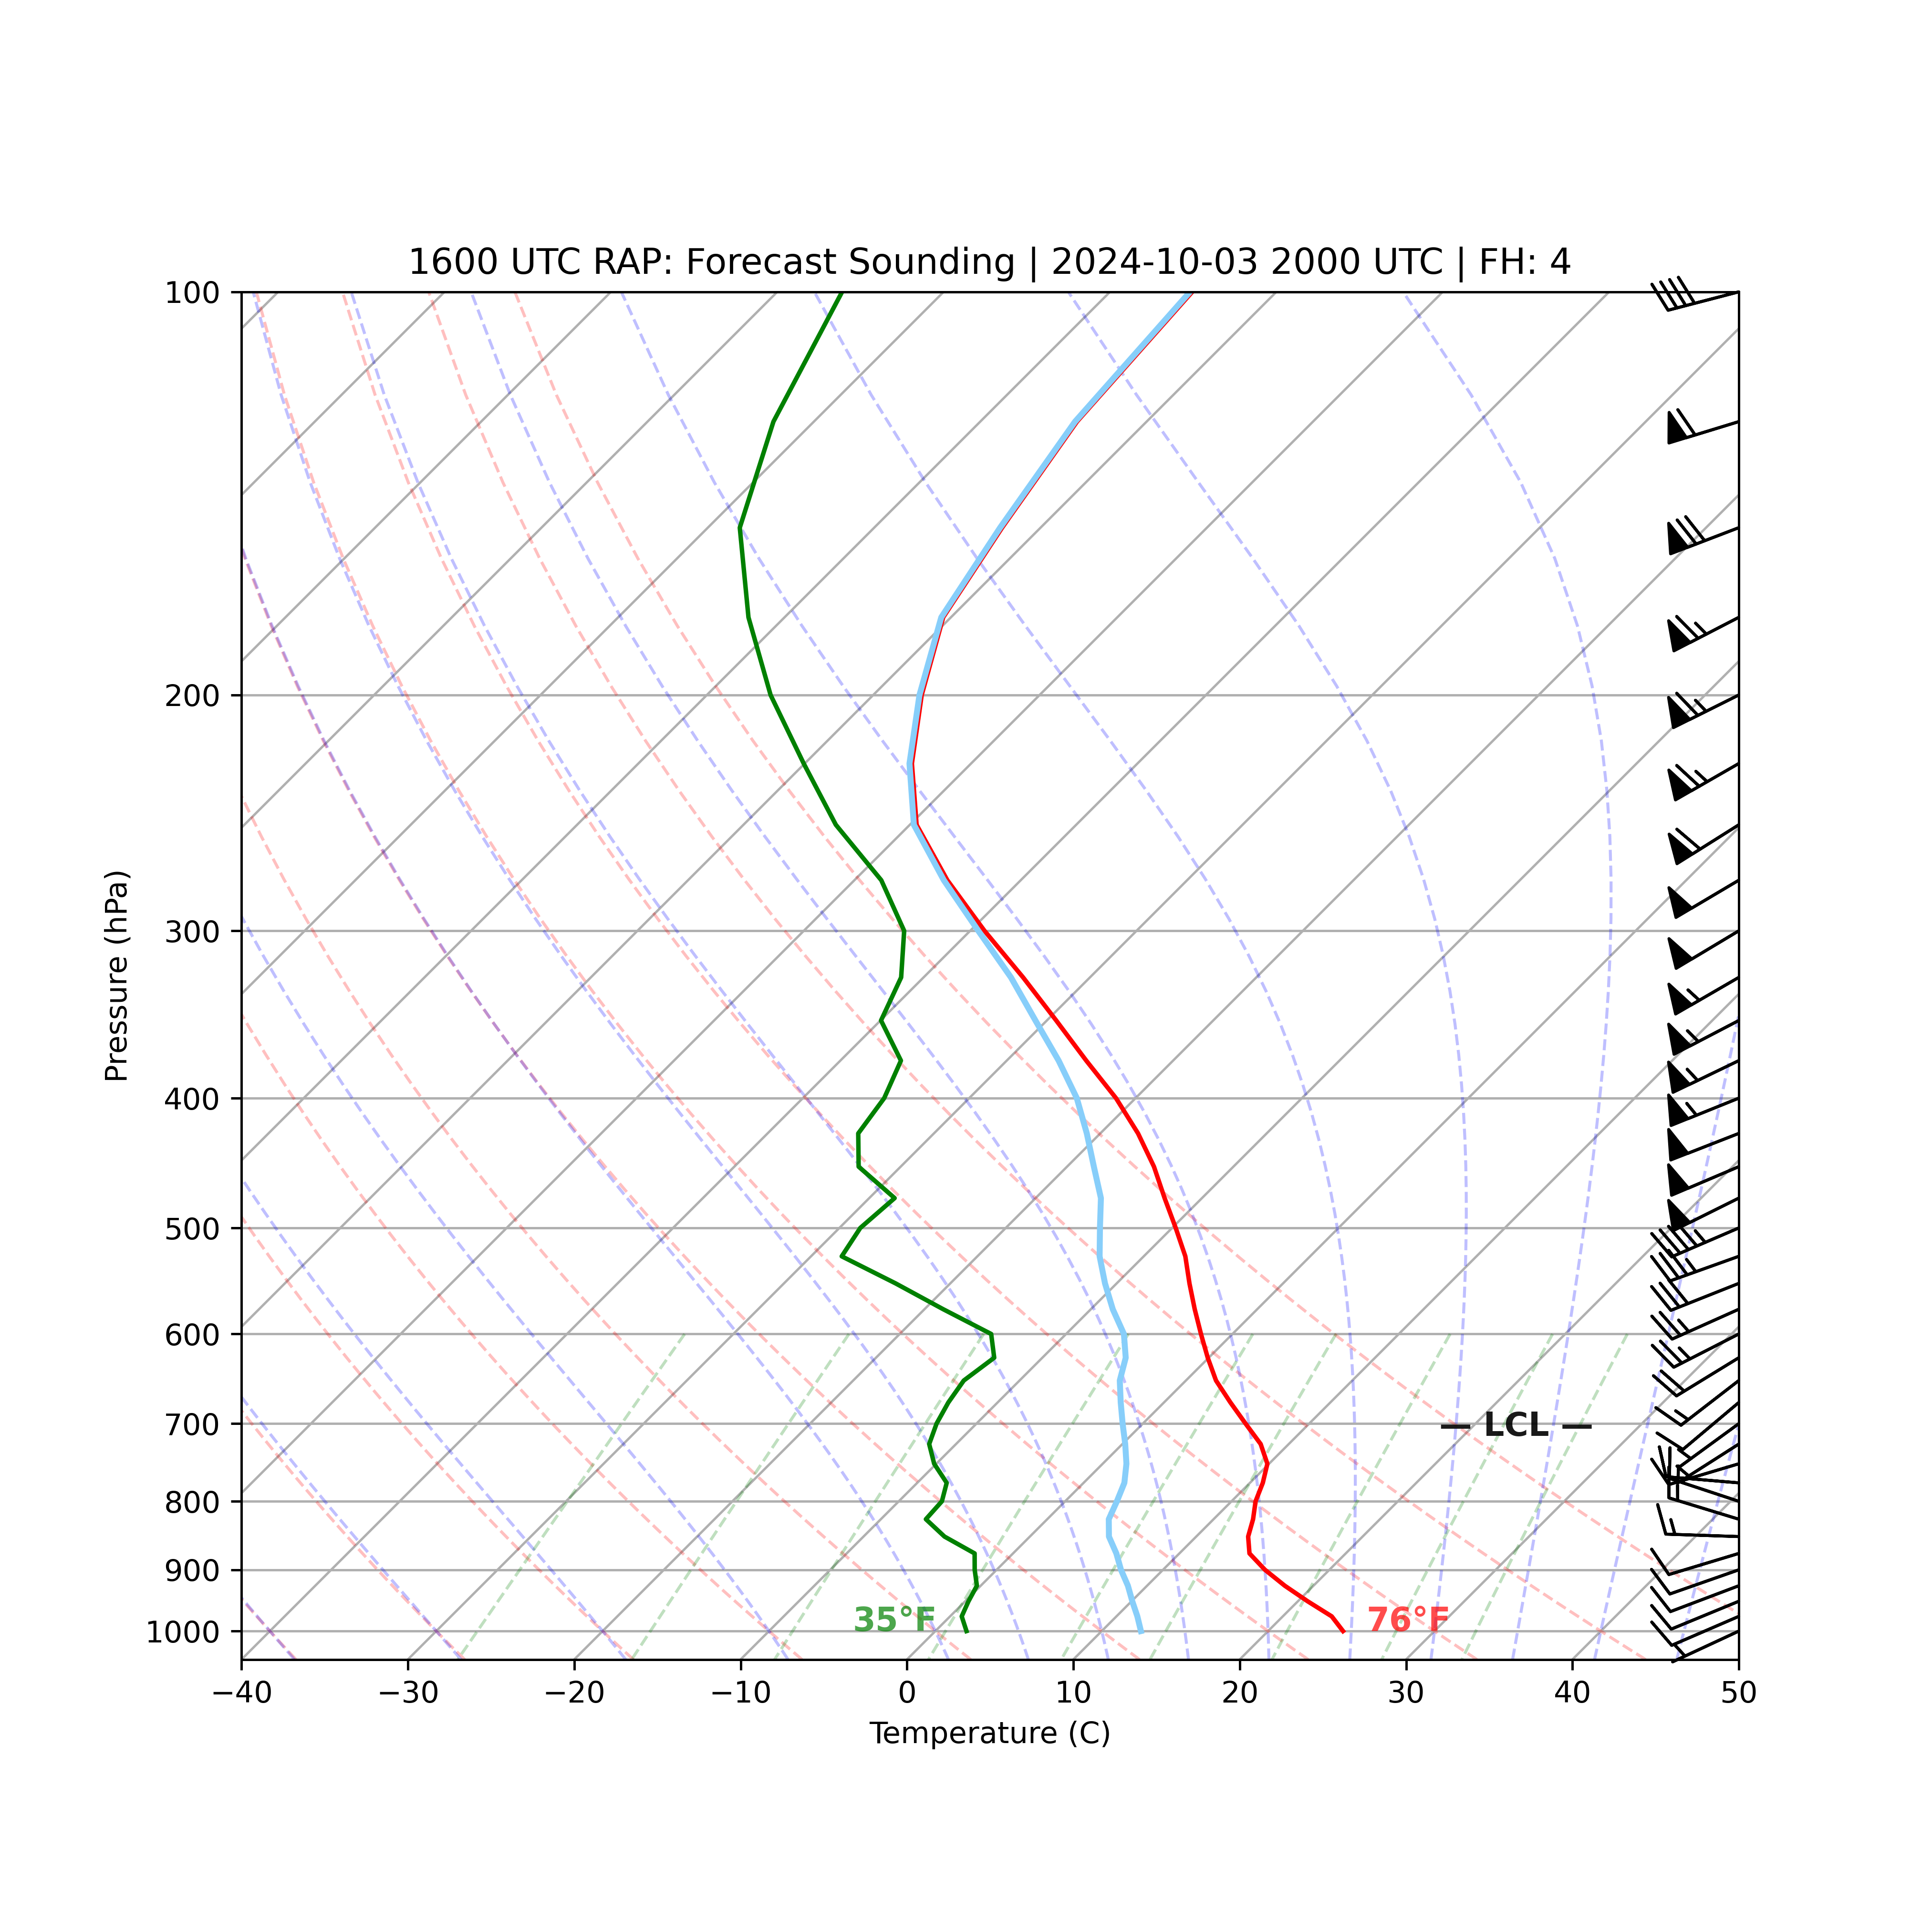 1600 UTC RAP: Forecast Sounding | 2024-10-03 2000 UTC | FH: 4
100
200
300
400
500
600
700
800
900
1000
Pressure (hPa)
— LCL —
35°F
76°F
−40 −30 −20 −10 0 10 20 30 40 50
Temperature (C)